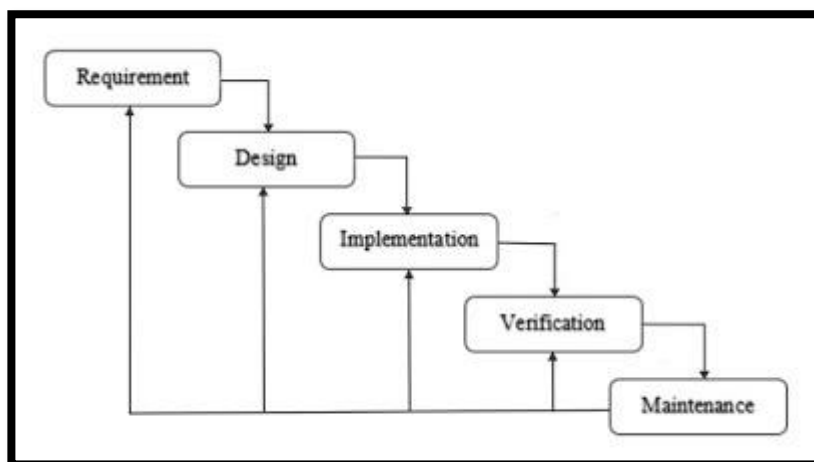 Requirement
Design
Implementation
Verification
Maintenance